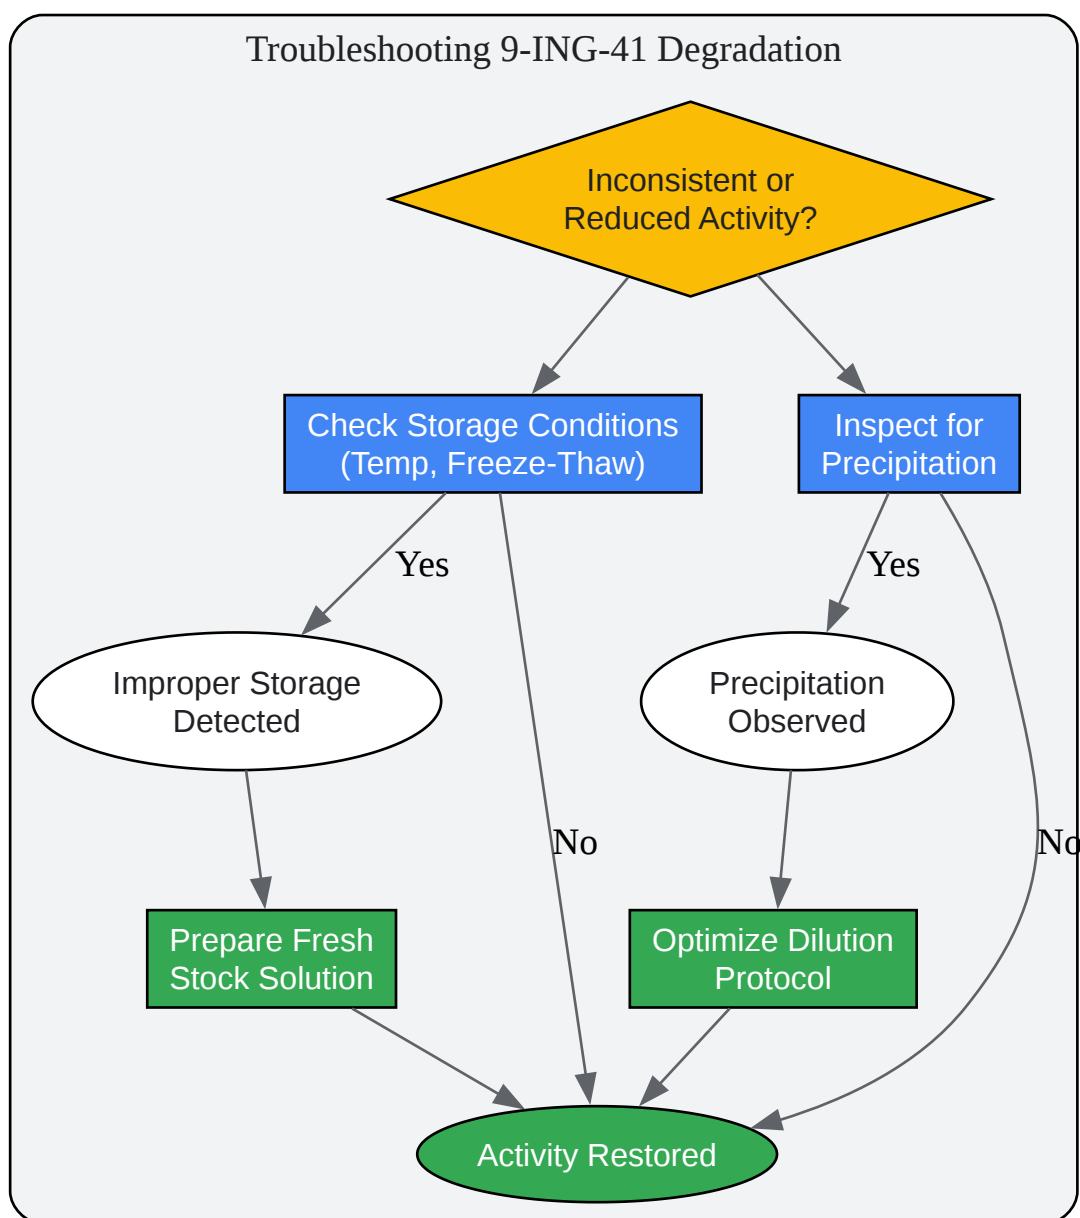 Troubleshooting 9-ING-41 Degradation
Inconsistent or
Reduced Activity?
Check Storage Conditions
(Temp, Freeze-Thaw)
Inspect for
Precipitation
Yes
Yes
Improper Storage
Detected
Precipitation
Observed
No
No
Prepare Fresh
Stock Solution
Optimize Dilution
Protocol
Activity Restored